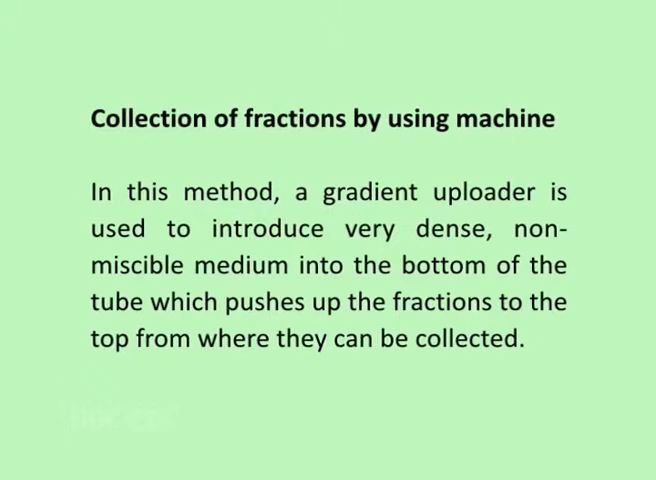 Collection of fractions by using machine
In this method, a gradient uploader is
used to introduce very dense, non-
miscible medium into the bottom of the
tube which pushes up the fractions to the
top from where they can be collected.